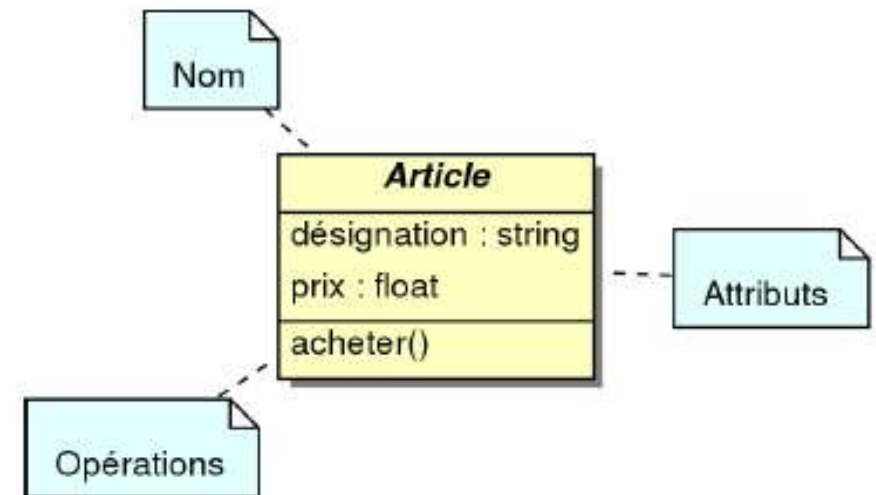 Nom
Article
désignation : string
prix : float
Attributs
acheter()
Opérations